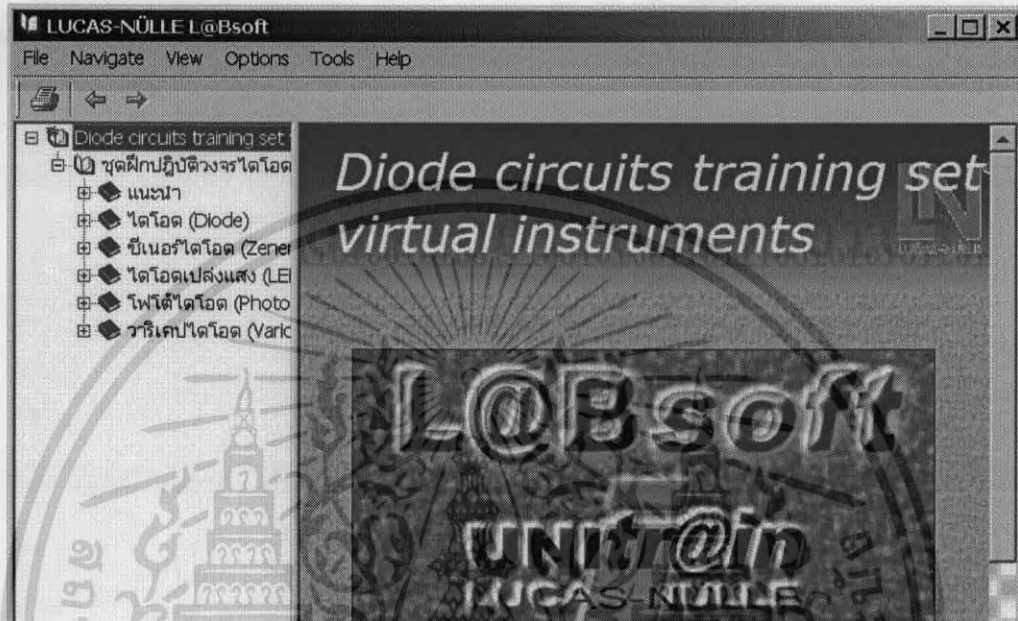 LUCAS-NÜLLE L@Bsoft
File Navigate View Options Tools Help
Diode circuits training set
ชุดฝึกปฏิบัติวงจรไดโอด
แนะนำ
ไดโอด (Diode)
ซีเนอร์ไดโอด (Zener
ไดโอดเปล่งแสง (LE
โฟโต้ไดโอด (Photo
วาริแคปไดโอด (Varic
Diode circuits training set
virtual instruments
LN
L@Bsoft
UNItr@in
LUCAS-NÜLLE